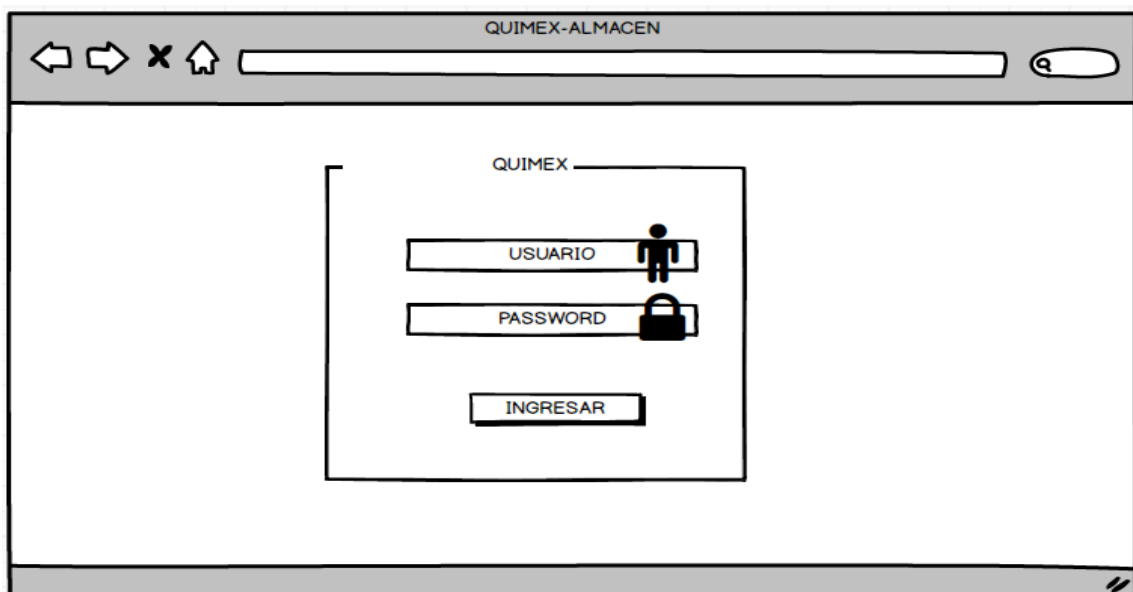 QUIMEX-ALMACEN
QUIMEX
USUARIO
PASSWORD
INGRESAR